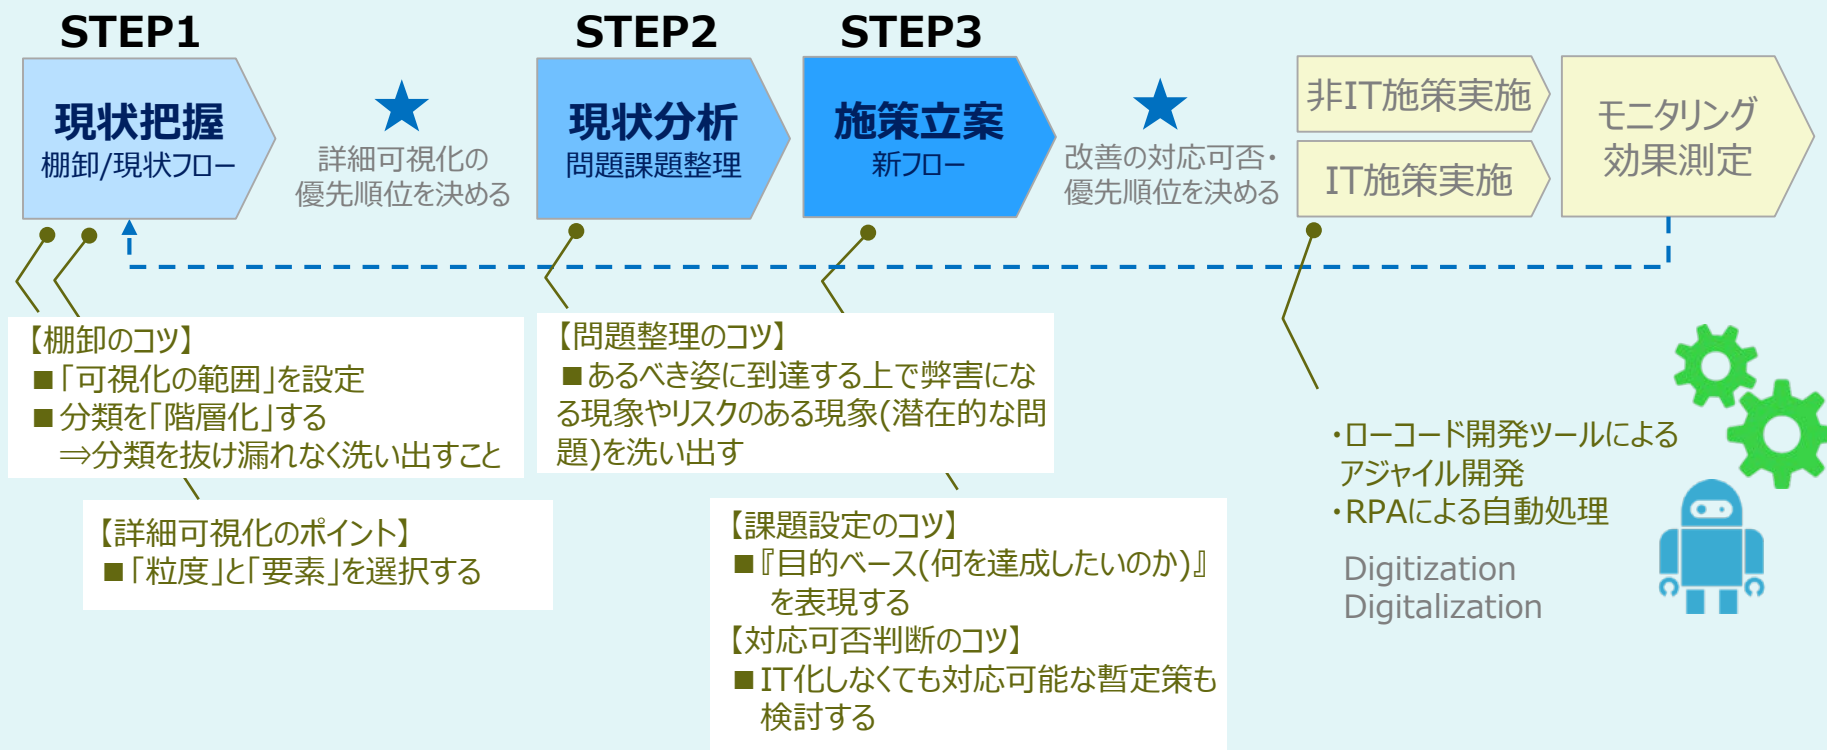 STEP1
現状把握
棚卸/現状フロー
詳細可視化の
優先順位を決める
STEP2
現状分析
問題課題整理
STEP3
施策立案
新フロー
改善の対応可否・
優先順位を決める
非IT施策実施
IT施策実施
モニタリング
効果測定
【棚卸のコツ】
■「可視化の範囲」を設定
■分類を「階層化」する
⇒分類を抜け漏れなく洗い出すこと
【詳細可視化のポイント】
■「粒度」と「要素」を選択する
【問題整理のコツ】
■あるべき姿に到達する上で弊害にな
る現象やリスクのある現象(潜在的な問
題)を洗い出す
【課題設定のコツ】
■『目的ベース(何を達成したいのか)』
を表現する
【対応可否判断のコツ】
■IT化しなくても対応可能な暫定策も
検討する
・ローコード開発ツールによる
アジャイル開発
・RPAによる自動処理
Digitization
Digitalization